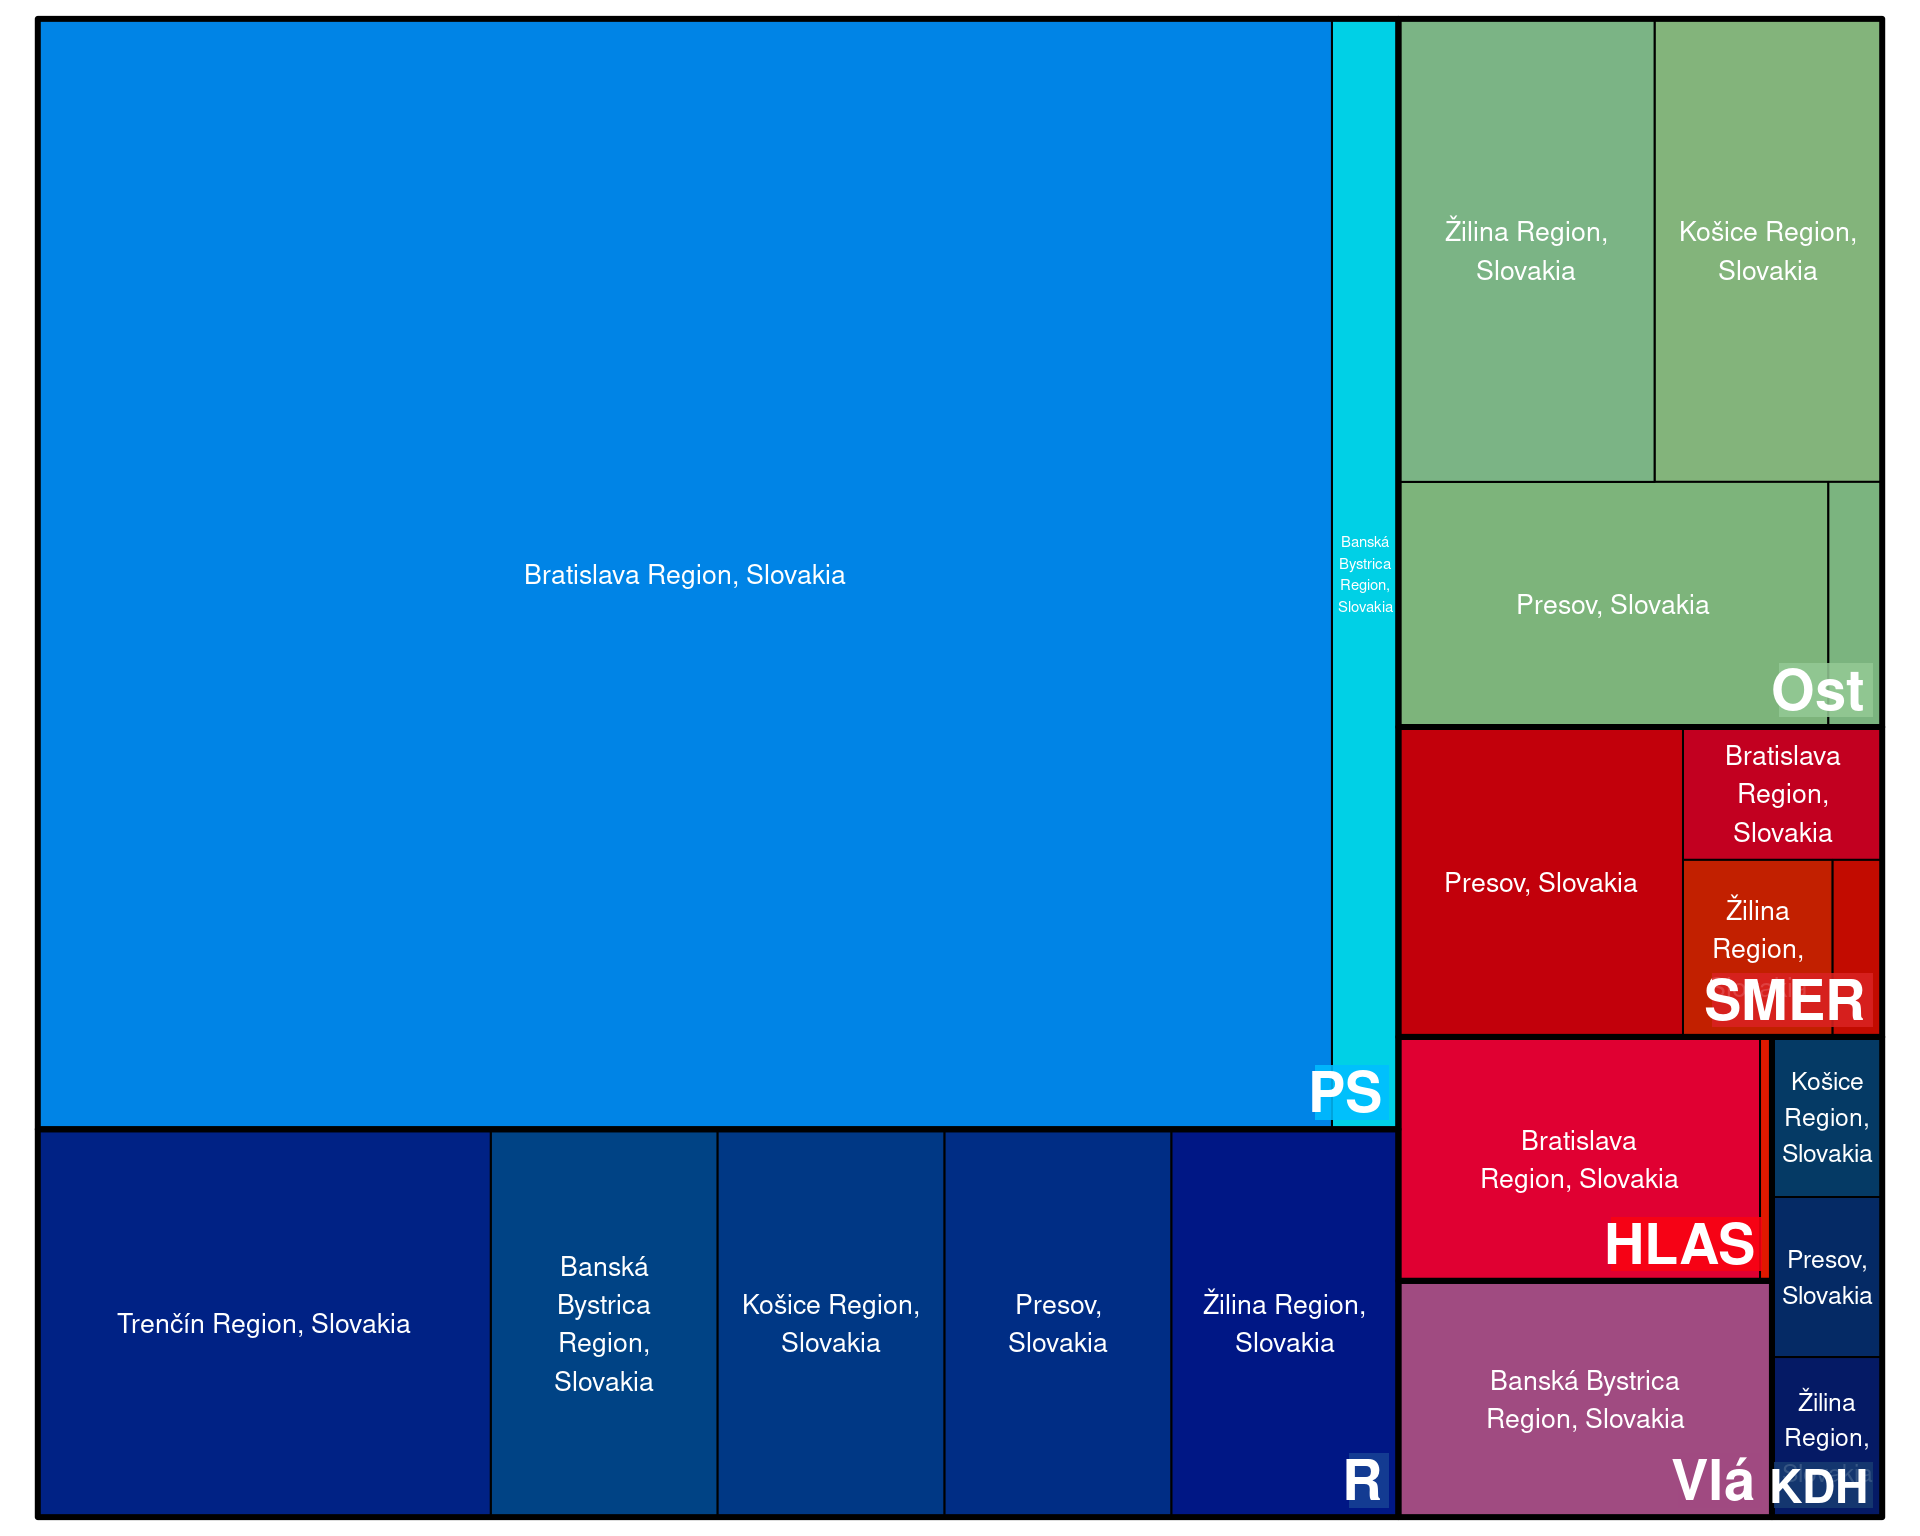 Bratislava Region, Slovakia
Banská
Bystrica
Region,
Slovakia
PS
Trenčín Region, Slovakia
Banská
Bystrica
Region,
Slovakia
Košice Region,
Slovakia
Presov,
Slovakia
Žilina Region,
Slovakia
R
Žilina Region,
Slovakia
Košice Region,
Slovakia
Presov, Slovakia
Ost
Presov, Slovakia
Bratislava
Region,
Slovakia
Žilina
Region,
SMER
Bratislava
Region, Slovakia
HLAS
Banská Bystrica
Region, Slovakia
Vlá
Košice
Region,
Slovakia
Presov,
Slovakia
Žilina
Region,
KDH